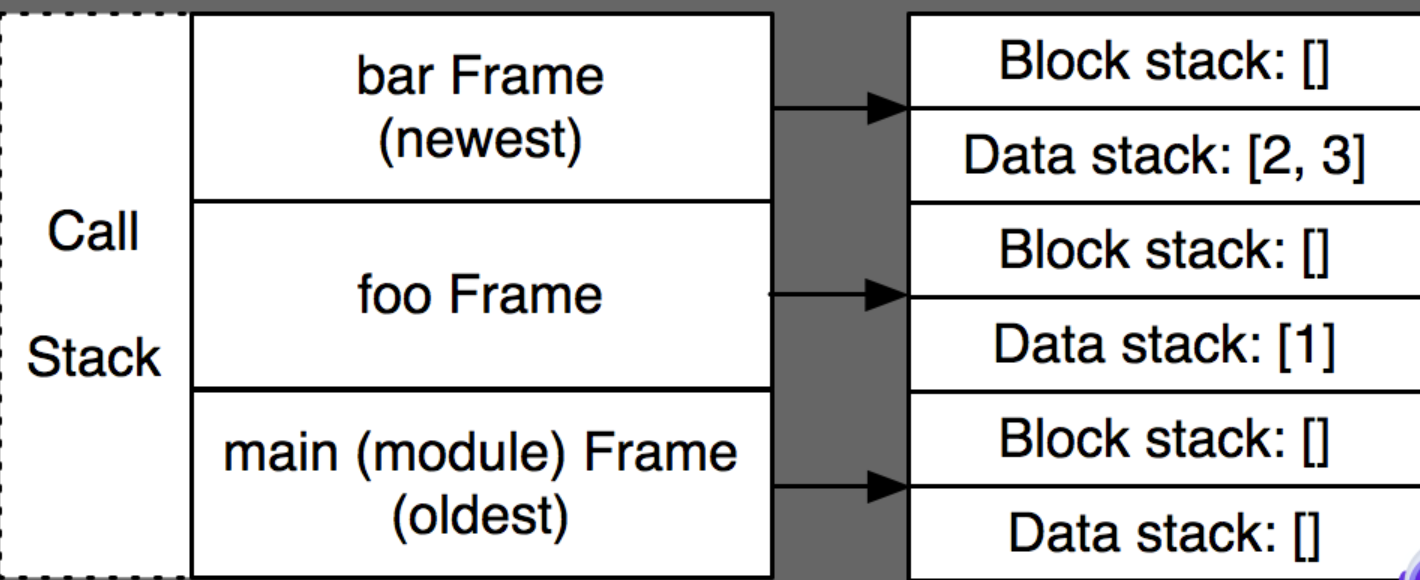 Call
Stack
bar Frame
(newest)
foo Frame
main (module) Frame
(oldest)
Block stack: []
Data stack: [2, 3]
Block stack: []
Data stack: [1]
Block stack: []
Data stack: []